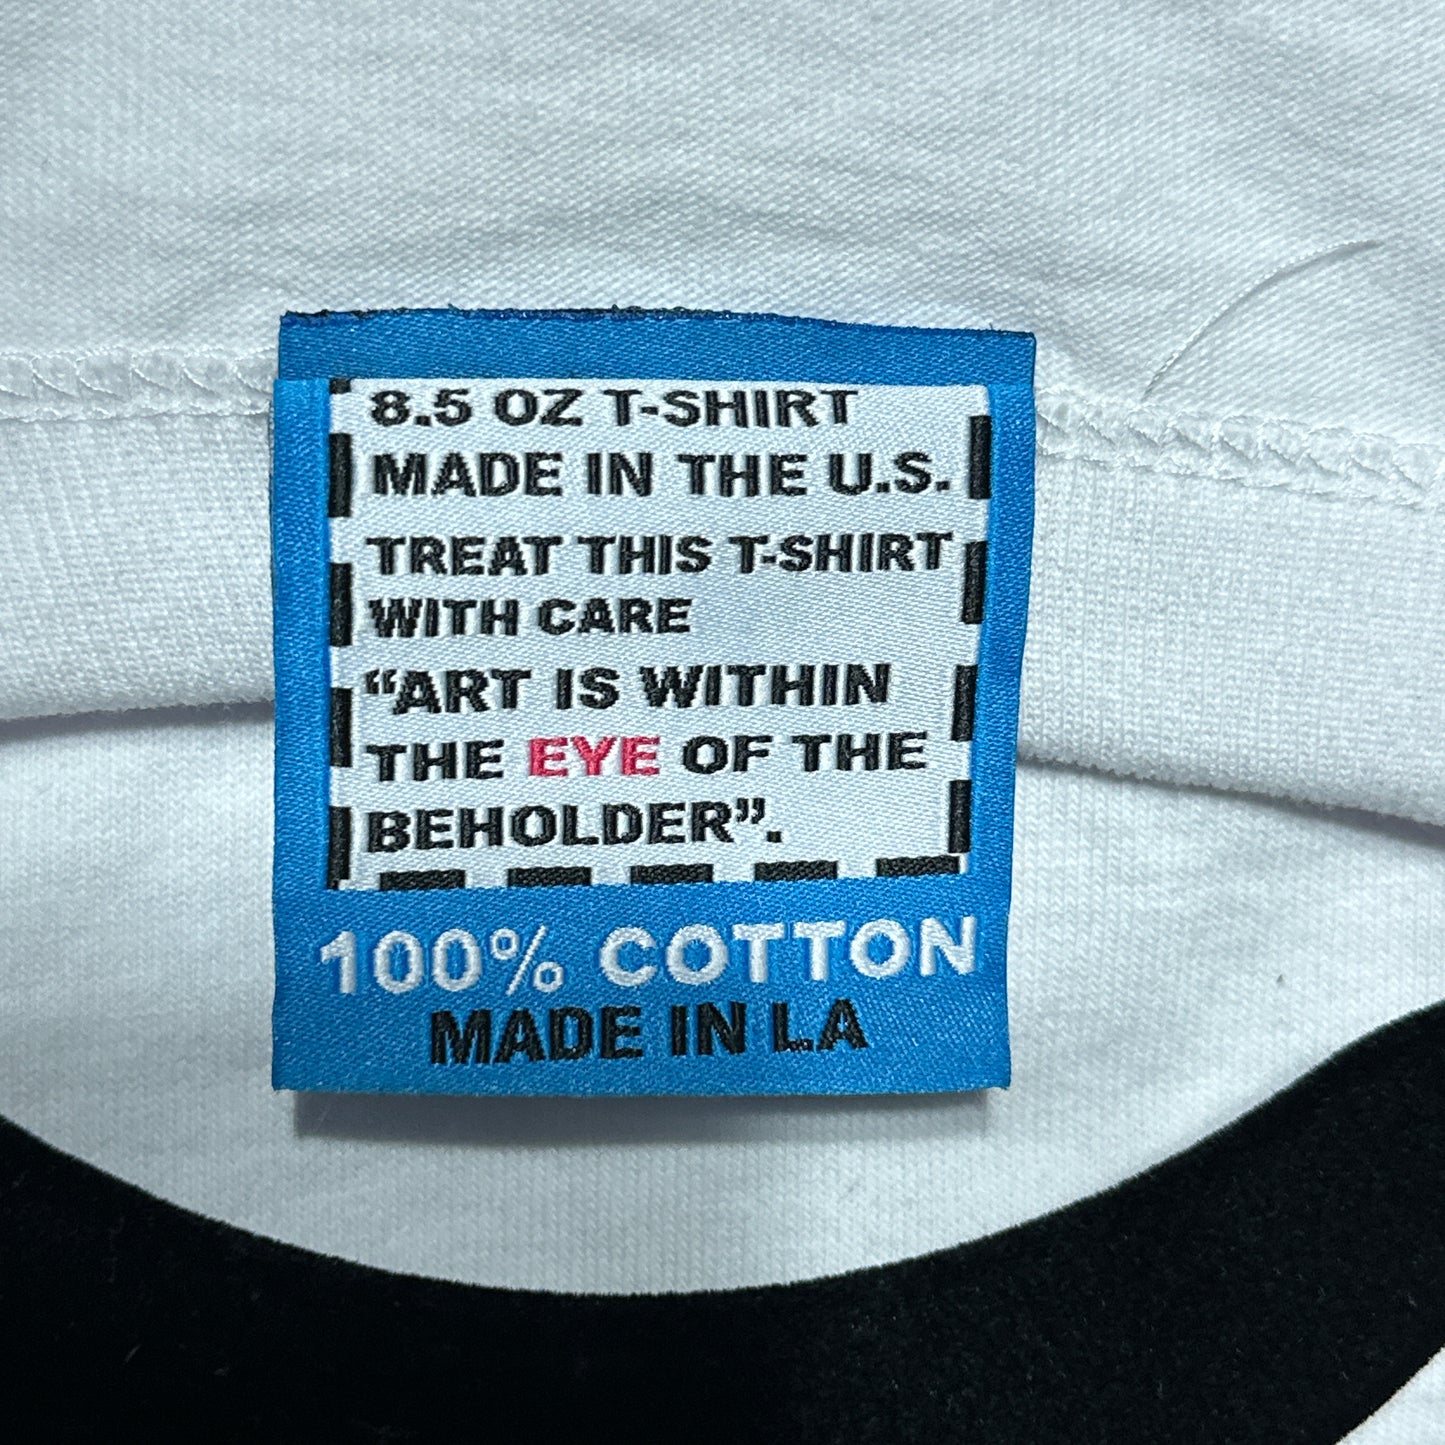 8.5 OZ T-SHIRT
MADE IN THE U.S.
TREAT THIS T-SHIRT
WITH CARE
“ART IS WITHIN
THE EYE OF THE
BEHOLDER”.
100% COTTON
MADE IN LA